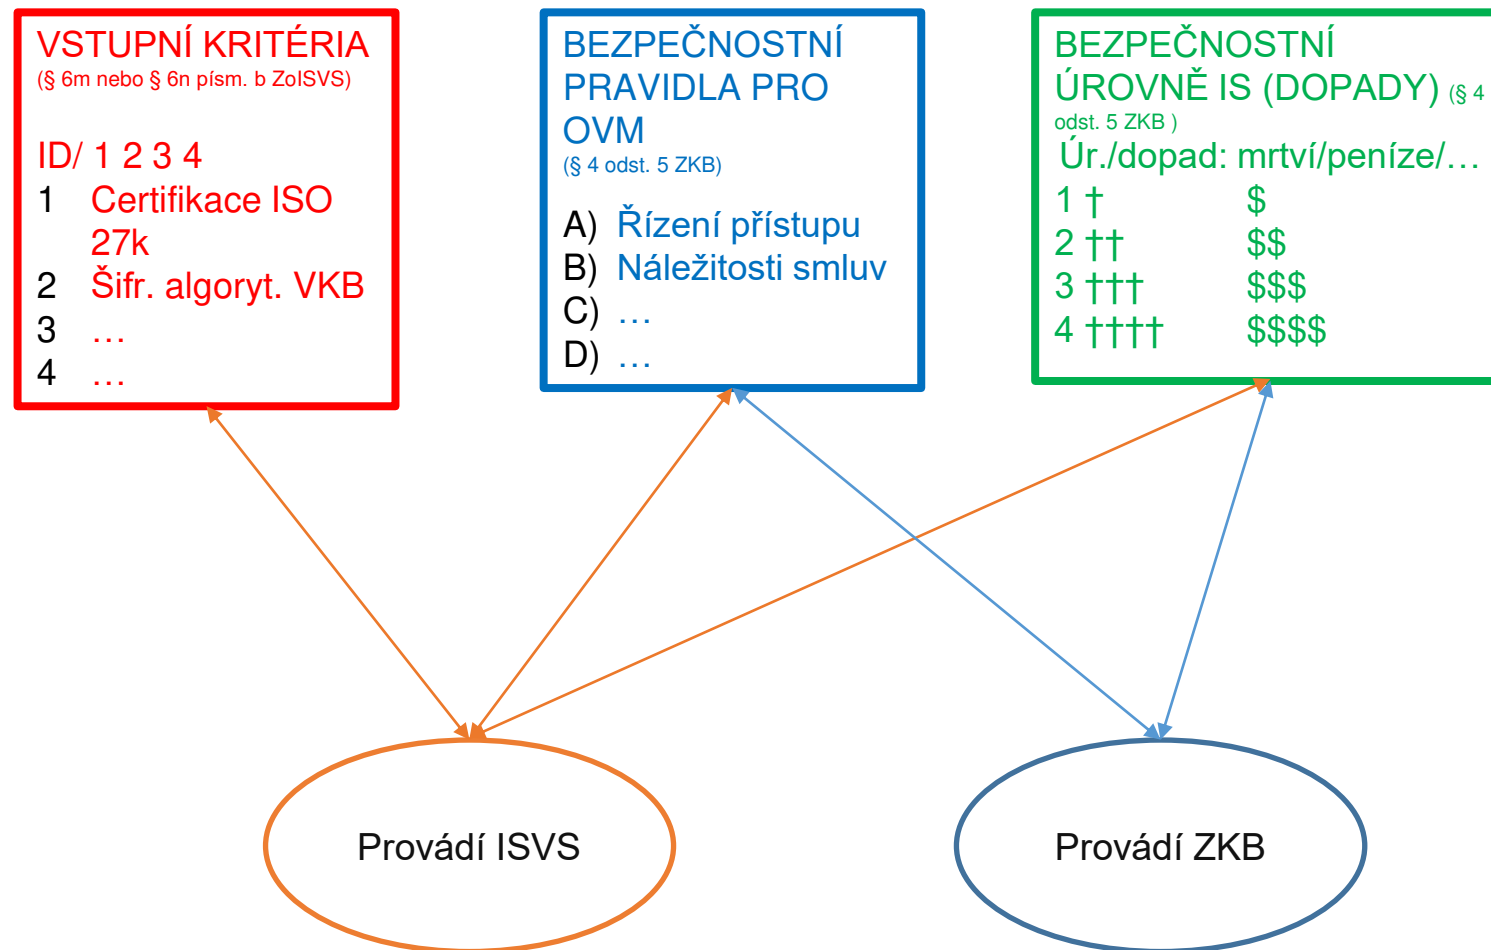 VSTUPNÍ KRITÉRIA
(§ 6m nebo § 6n písm. b ZoISVS)
ID/ 1 2 3 4
1 Certifikace ISO
27k
2 Šifr. algoryt. VKB
3 …
4 …
BEZPEČNOSTNÍ
PRAVIDLA PRO
OVM
(§ 4 odst. 5 ZKB)
A) Řízení přístupu
B) Náležitosti smluv
C) …
D) …
BEZPEČNOSTNÍ
ÚROVNĚ IS (DOPADY) (§ 4
odst. 5 ZKB )
Úr./dopad: mrtví/peníze/…
1 † $
2 †† $$
3 ††† $$$
4 †††† $$$$
Provádí ISVS
Provádí ZKB